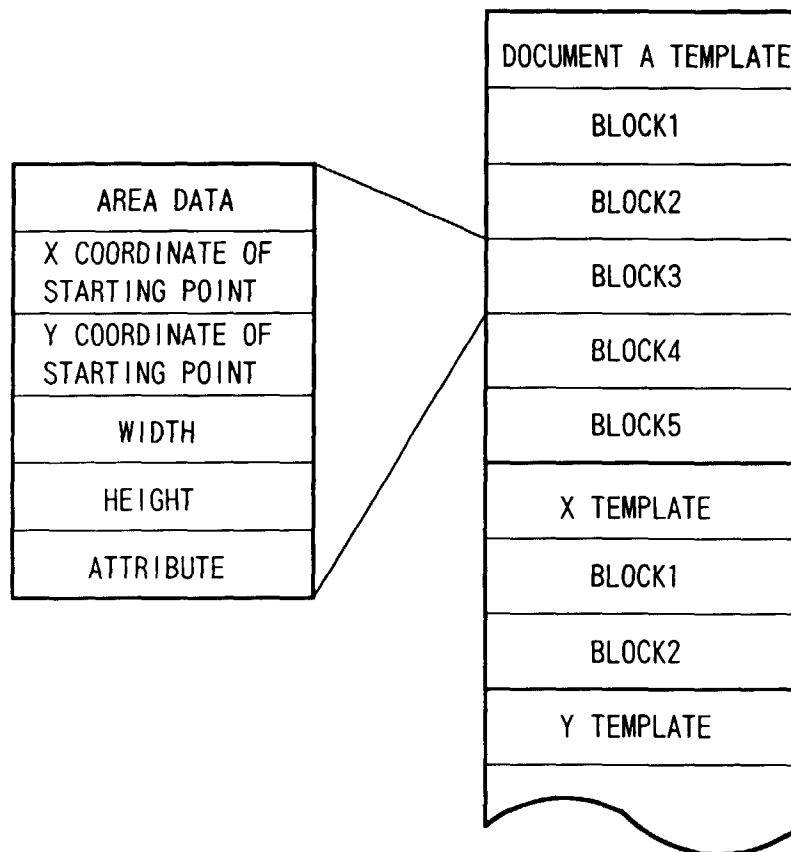 AREA DATA
X COORDINATE OF
STARTING POINT
Y COORDINATE OF
STARTING POINT
WIDTH
HEIGHT
ATTRIBUTE
DOCUMENT A TEMPLATE
BLOCK1
BLOCK2
BLOCK3
BLOCK4
BLOCK5
X TEMPLATE
BLOCK1
BLOCK2
Y TEMPLATE